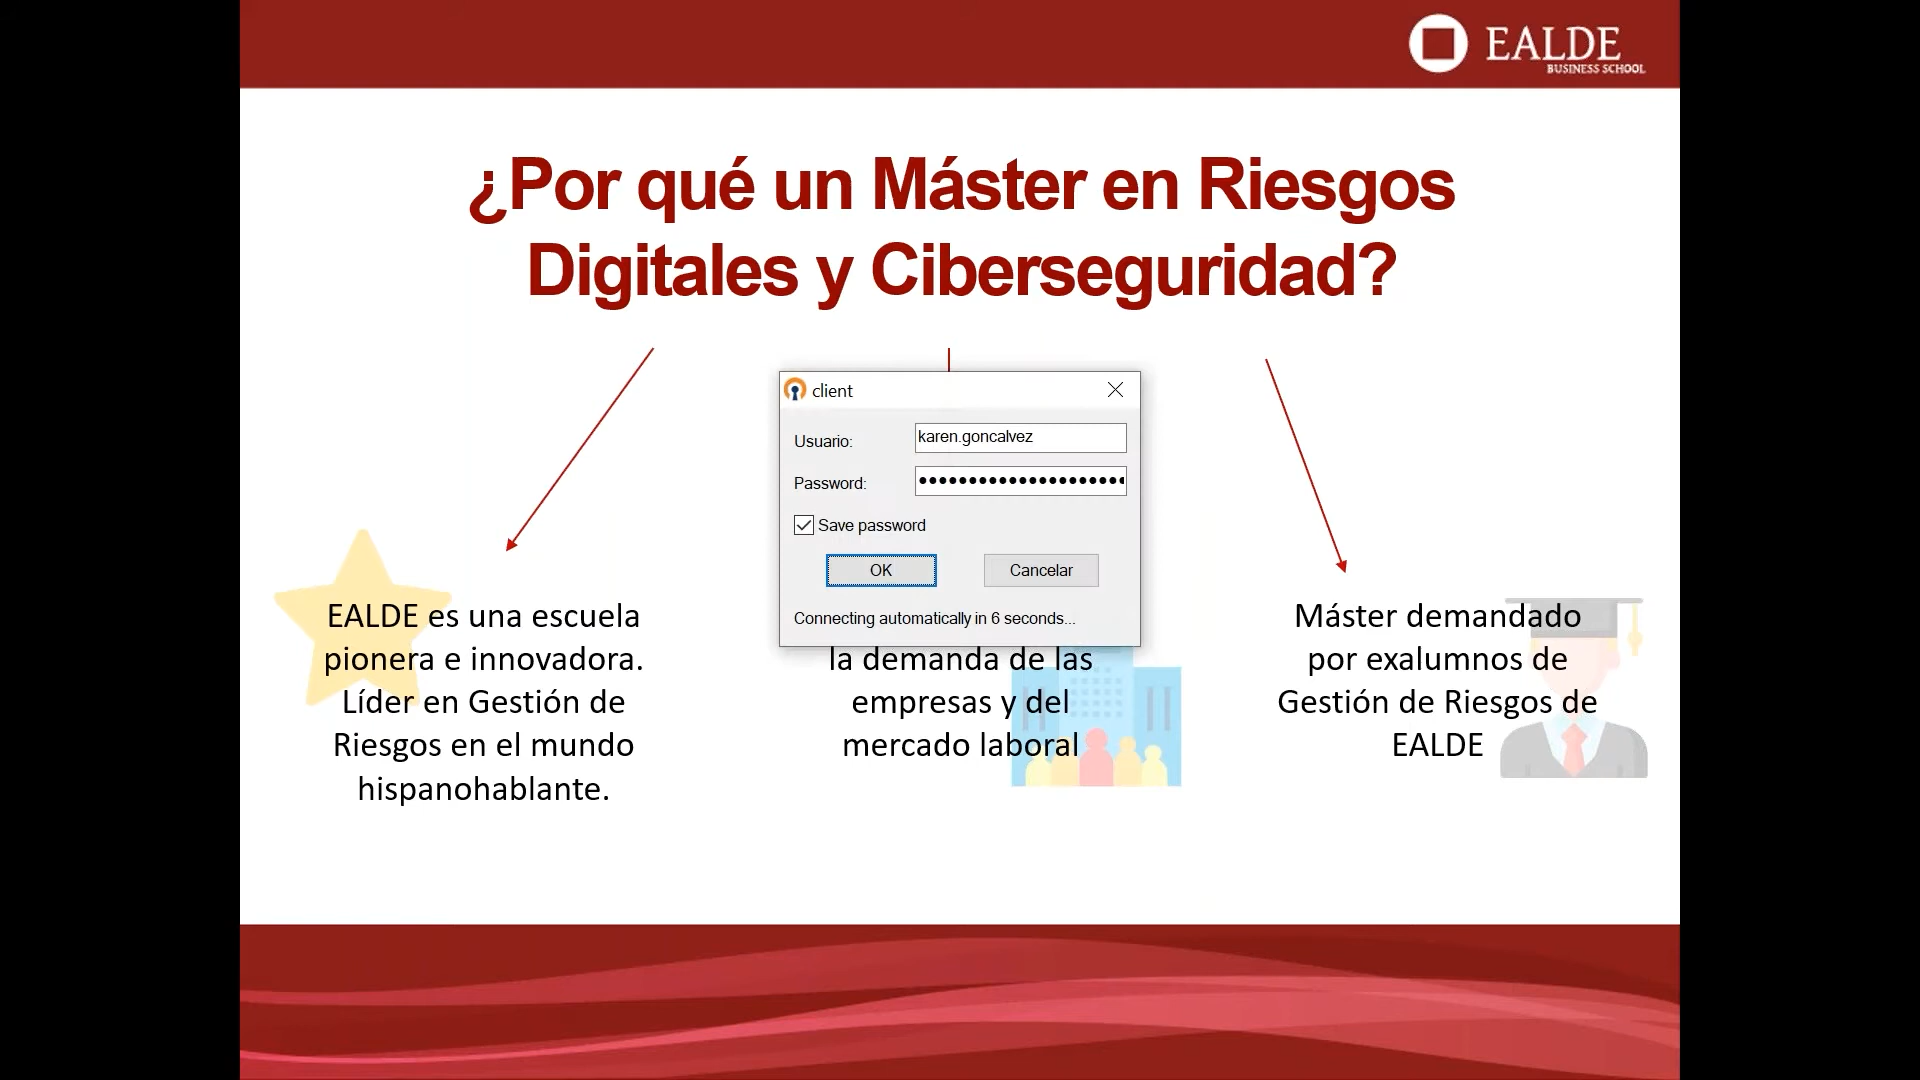 EALDE
BUSINESS SCHOOL
¿Por qué un Máster en Riesgos
Digitales y Ciberseguridad?
client
Usuario:
karen.goncalvez
Password:
●●●●●●●●●●●●●●●●●●●●●
Save password
OK
Cancelar
Connecting automatically in 6 seconds...
EALDE es una escuela
pionera e innovadora.
Líder en Gestión de
Riesgos en el mundo
hispanohablante.
la demanda de las
empresas y del
mercado laboral
Máster demandado
por exalumnos de
Gestión de Riesgos de
EALDE